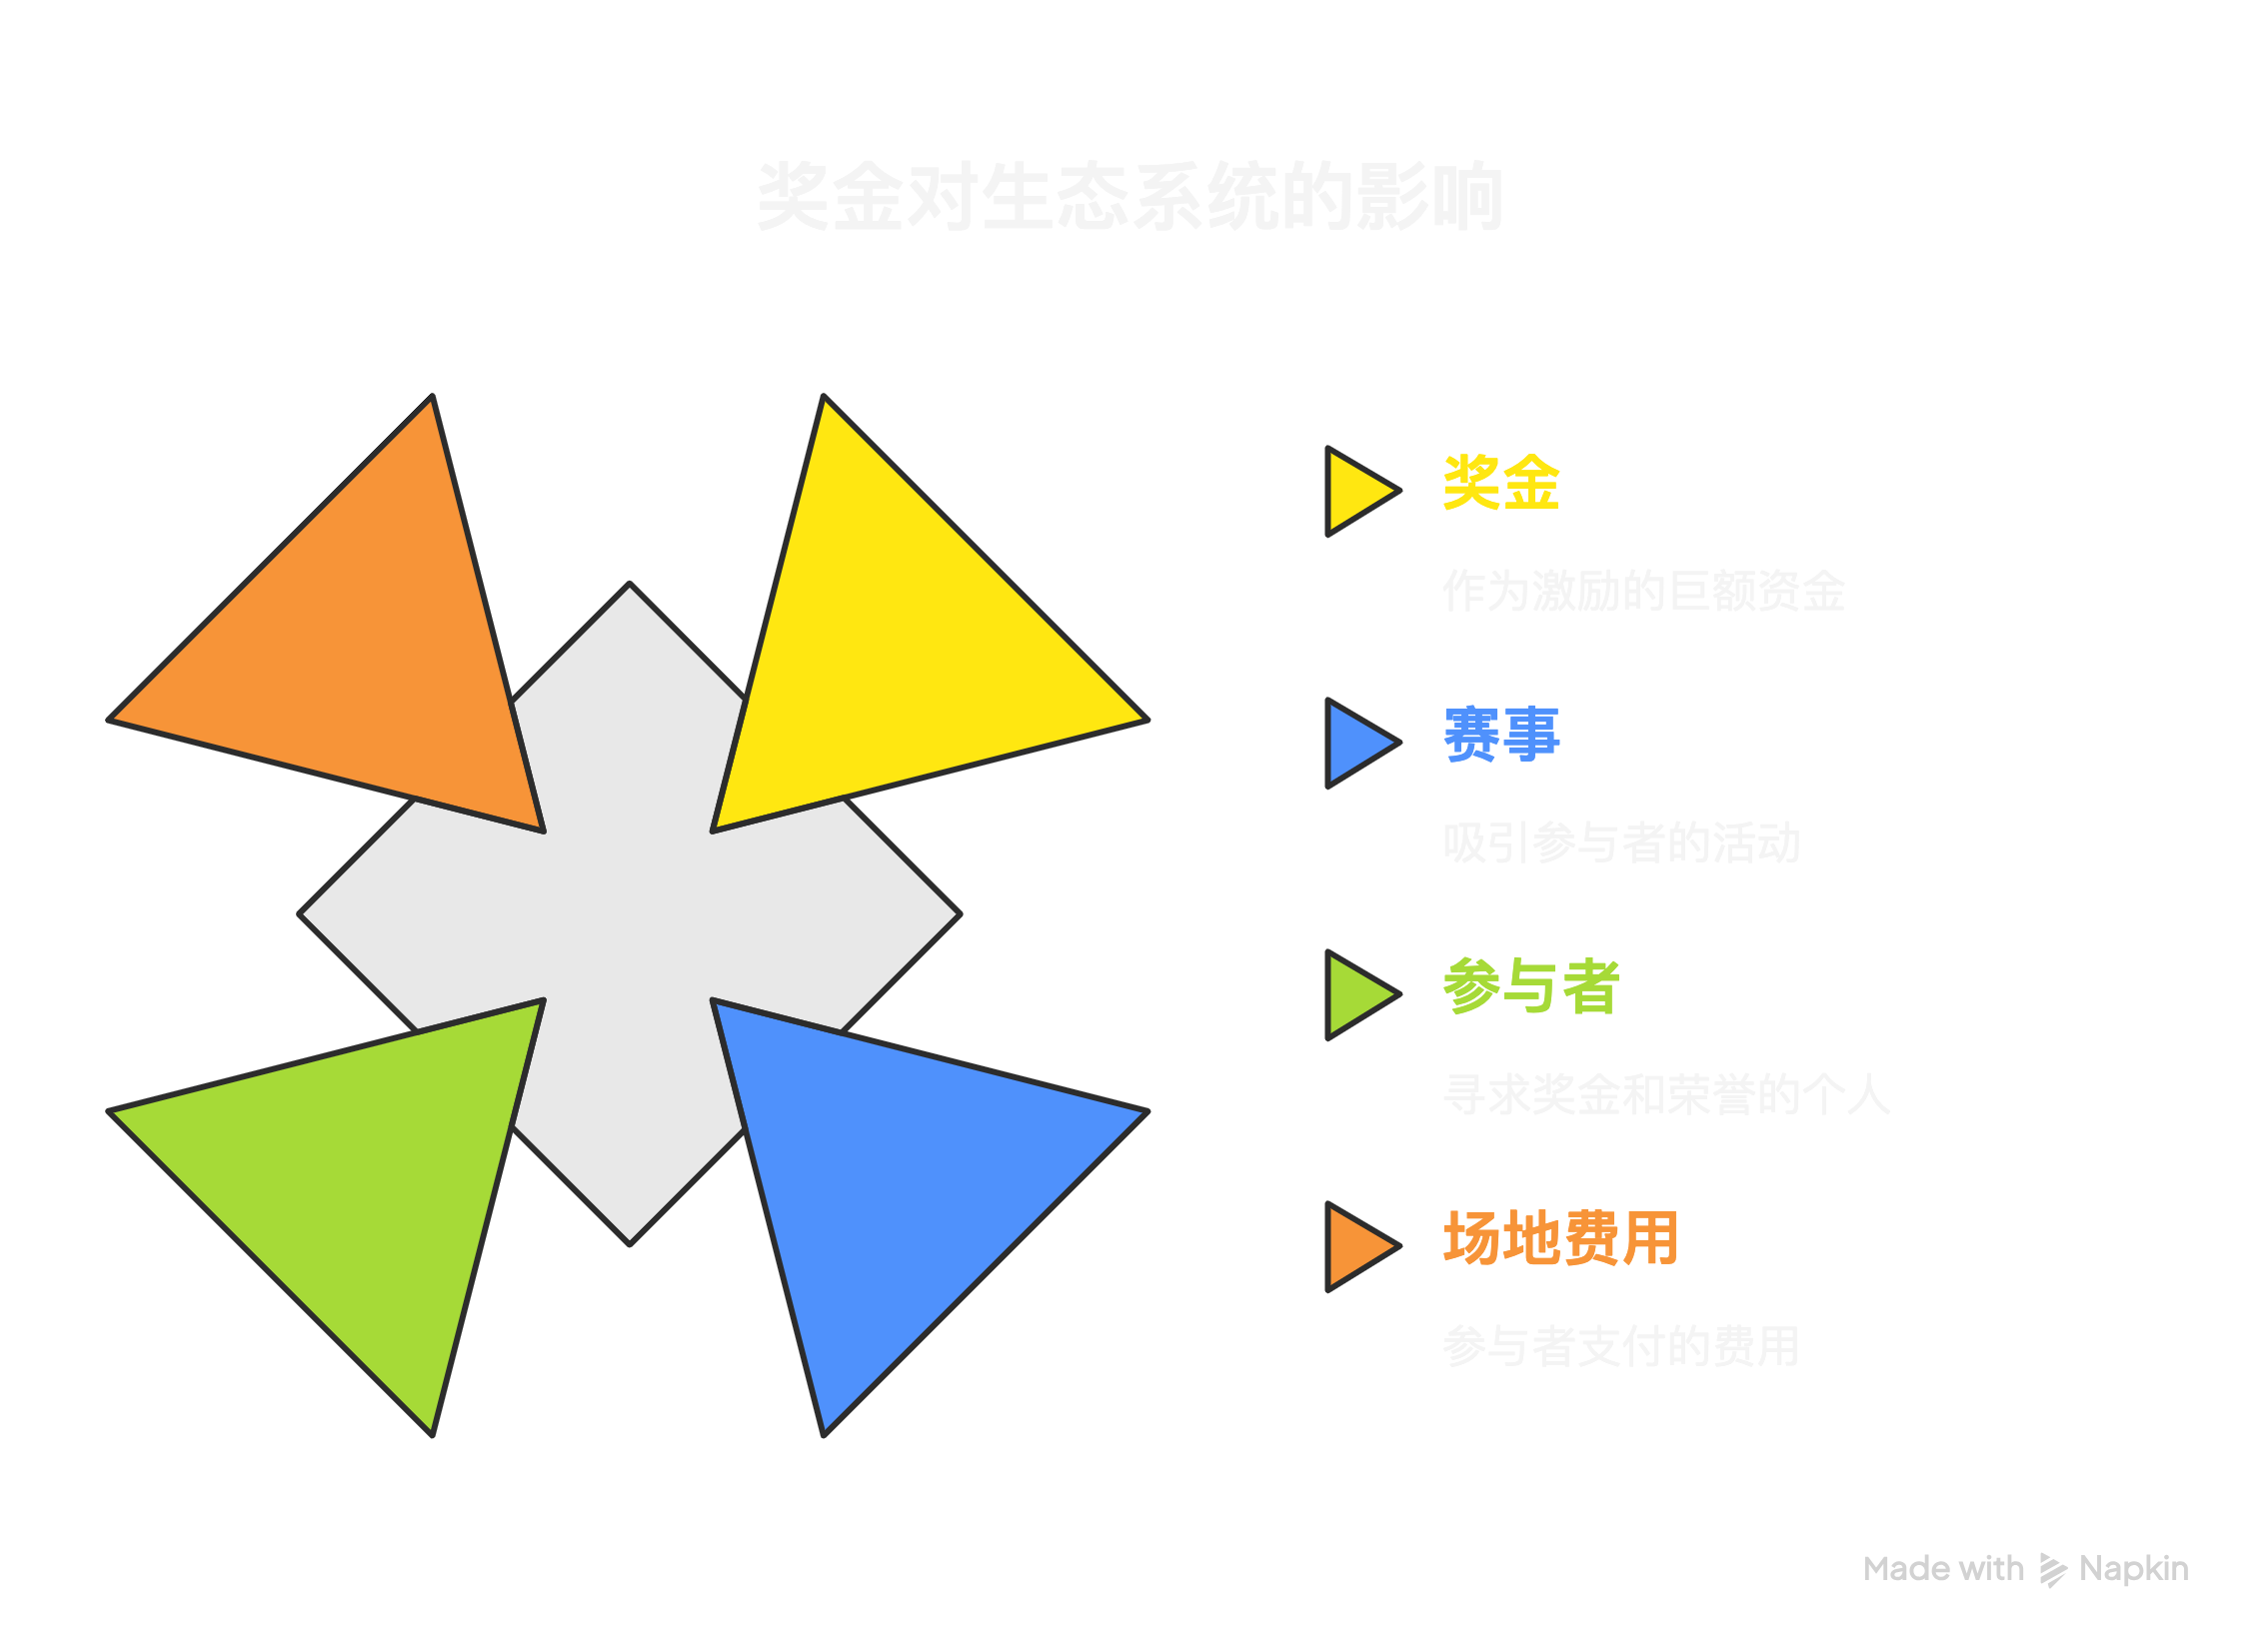 奖金对生态系统的影响
奖金
作为激励的巨额资金
赛事
吸引参与者的活动
参与者
寻求奖金和荣誉的个人
场地费用
参与者支付的费用
Made with Napkin